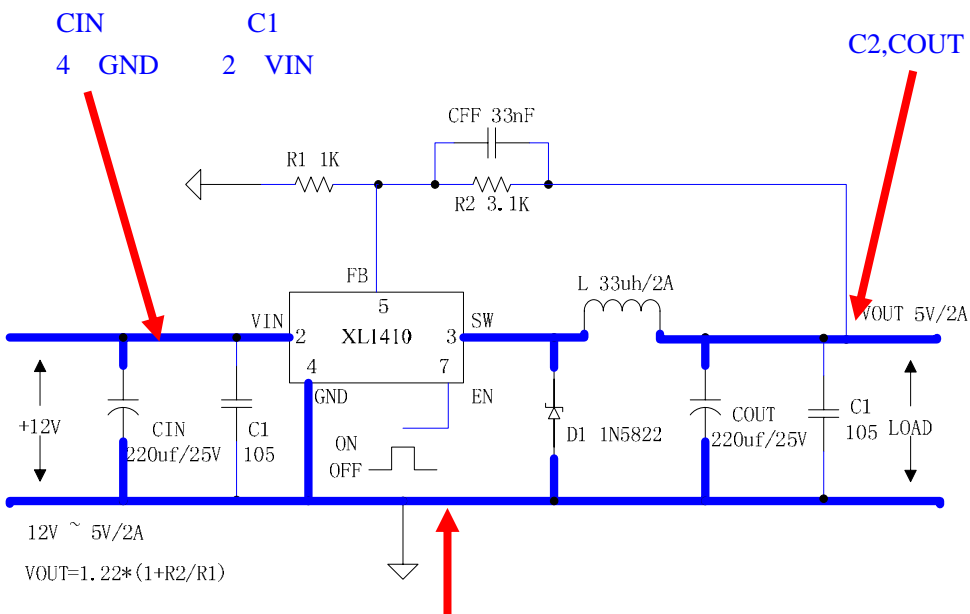 CIN C1
4 GND 2 VIN
C2,COUT
CFF 33nF
R1 1K
R2 3.1K
FB
5
L 33uh/2A
VIN
2
XL1410
3
SW
VOUT 5V/2A
4
7
GND
EN
+12V
CIN
220uf/25V
C1
105
ON
OFF
D1 1N5822
COUT
220uf/25V
C1
105
LOAD
12V ~ 5V/2A
VOUT=1.22*(1+R2/R1)